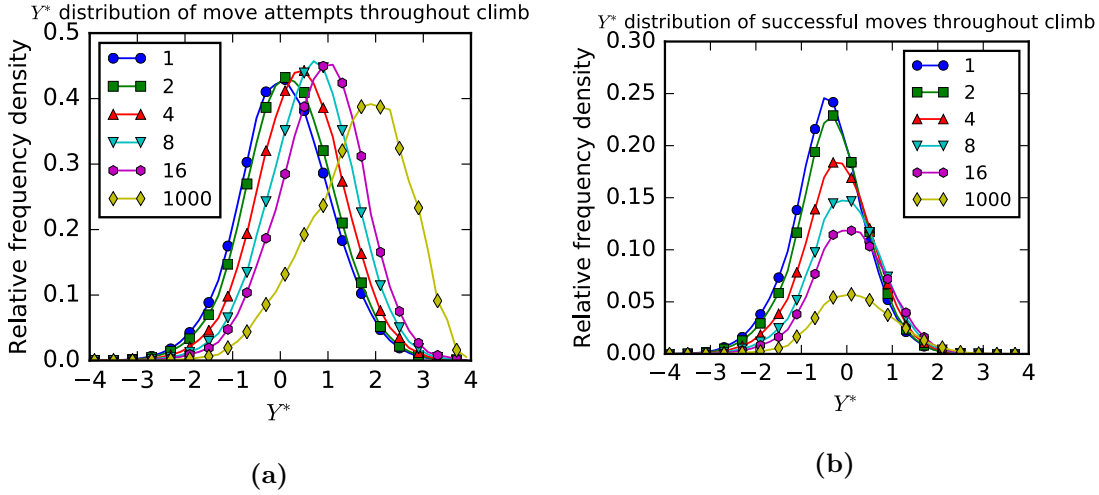 Y* distribution of move attempts throughout climb
Relative frequency density
0.5
0.4
0.3
0.2
0.1
0.0
1
2
4
8
16
1000
−4 −3 −2 −1 0 1 2 3 4
Y*
(a)
Y* distribution of successful moves throughout climb
Relative frequency density
0.30
0.25
0.20
0.15
0.10
0.05
0.00
1
2
4
8
16
1000
−4 −3 −2 −1 0 1 2 3 4
Y*
(b)